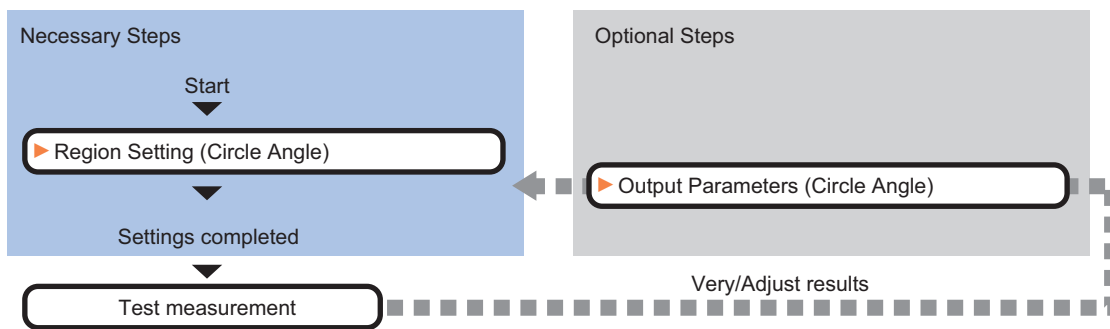 Necessary Steps
Start
Region Setting (Circle Angle)
Settings completed
Test measurement
Optional Steps
Output Parameters (Circle Angle)
Very/Adjust results